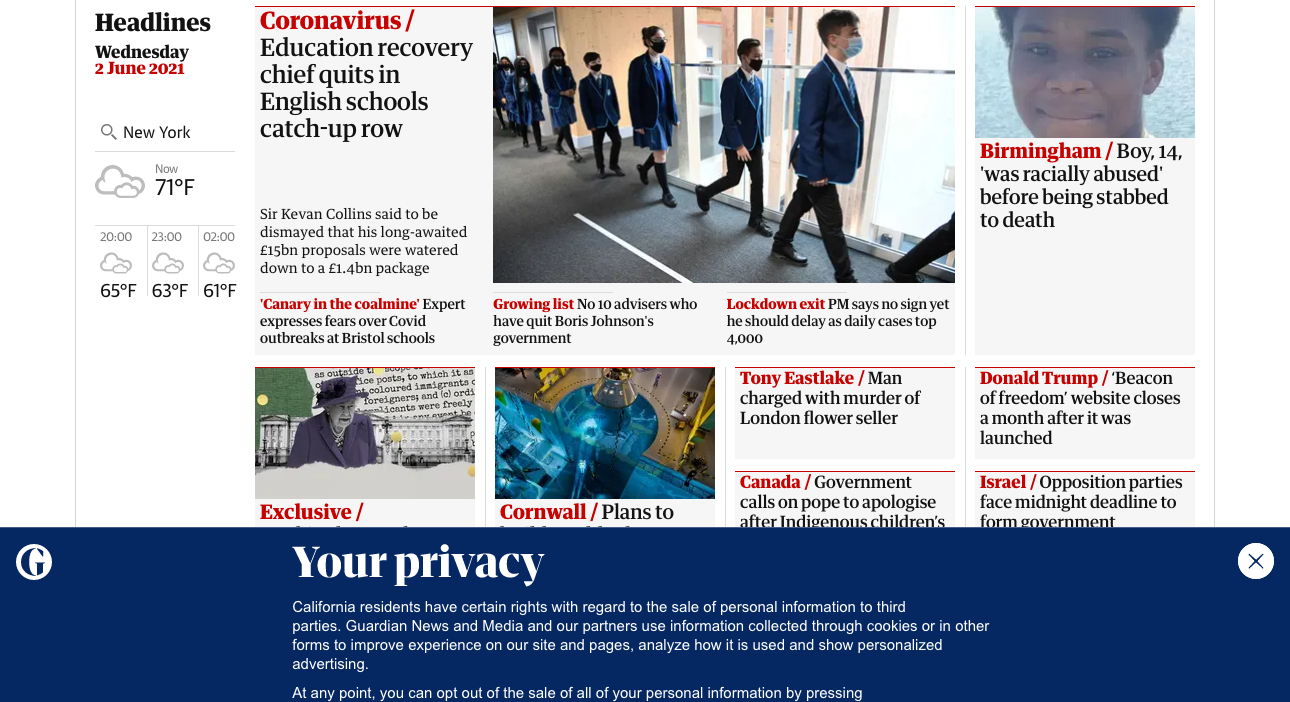 Headlines
Wednesday
2 June 2021
New York
Now
71°F
20:00
23:00
02:00
65°F
63°F
61°F
Coronavirus /
Education recovery
chief quits in
English schools
catch-up row
Sir Kevan Collins said to be
dismayed that his long-awaited
£15bn proposals were watered
down to a £1.4bn package
'Canary in the coalmine' Expert
expresses fears over Covid
outbreaks at Bristol schools
Growing list No 10 advisers who
have quit Boris Johnson's
government
Lockdown exit PM says no sign yet
he should delay as daily cases top
4,000
Birmingham / Boy, 14,
'was racially abused'
before being stabbed
to death
as outside the scope
office posts, to which it as
coloured immigrants
foreigners; and (c) ordi
applicants were freely
Exclusive /
Cornwall / Plans to
Tony Eastlake / Man
charged with murder of
London flower seller
Canada / Government
calls on pope to apologise
after Indigenous children's
Donald Trump / ‘Beacon
of freedom’ website closes
a month after it was
launched
Israel / Opposition parties
face midnight deadline to
form government
G
Your privacy
California residents have certain rights with regard to the sale of personal information to third
parties. Guardian News and Media and our partners use information collected through cookies or in other
forms to improve experience on our site and pages, analyze how it is used and show personalized
advertising.
At any point, you can opt out of the sale of all of your personal information by pressing